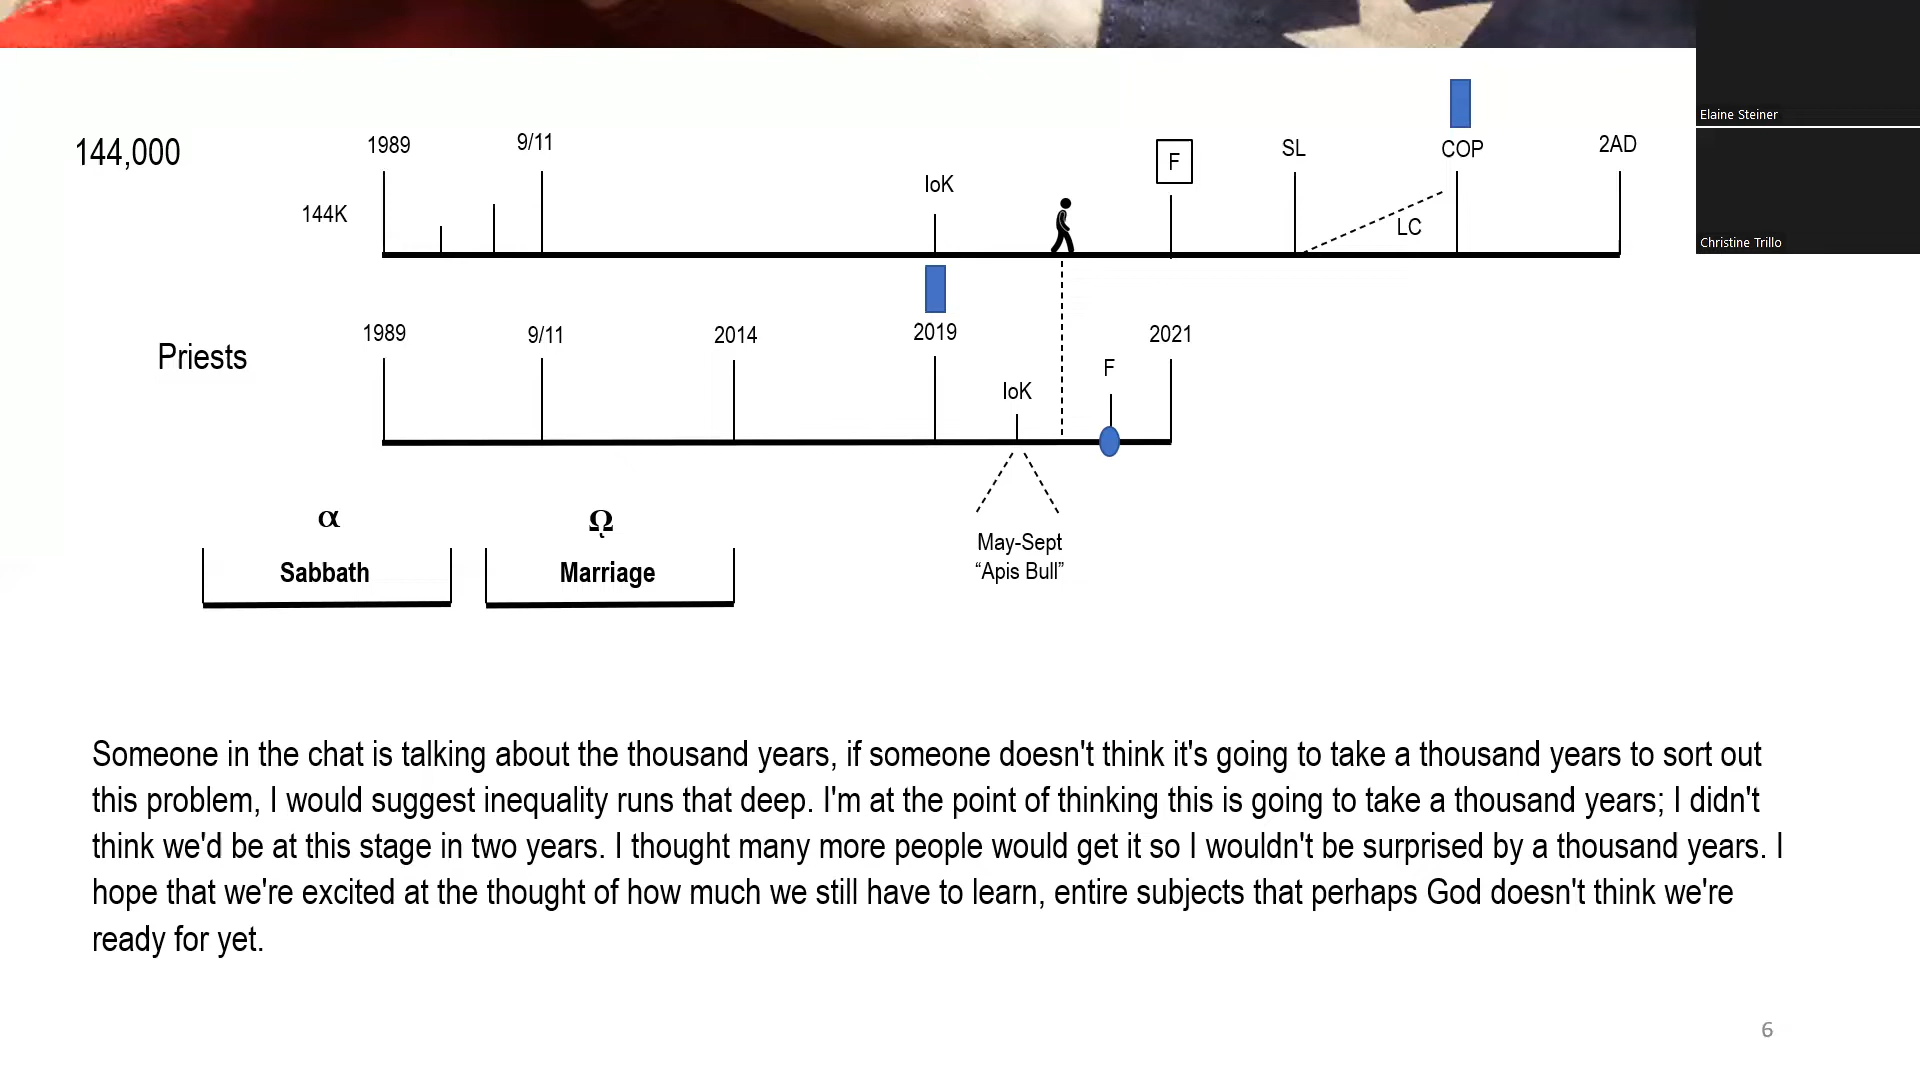 Elaine Steiner
Christine Trillo
144,000
1989
9/11
F
SL
COP
2AD
144K
IoK
LC
Priests
1989
9/11
2014
2019
2021
IoK
F
α
Ω
Sabbath
Marriage
May-Sept
“Apis Bull”
Someone in the chat is talking about the thousand years, if someone doesn't think it's going to take a thousand years to sort out
this problem, I would suggest inequality runs that deep. I'm at the point of thinking this is going to take a thousand years; I didn't
think we'd be at this stage in two years. I thought many more people would get it so I wouldn't be surprised by a thousand years. I
hope that we're excited at the thought of how much we still have to learn, entire subjects that perhaps God doesn't think we're
ready for yet.
6